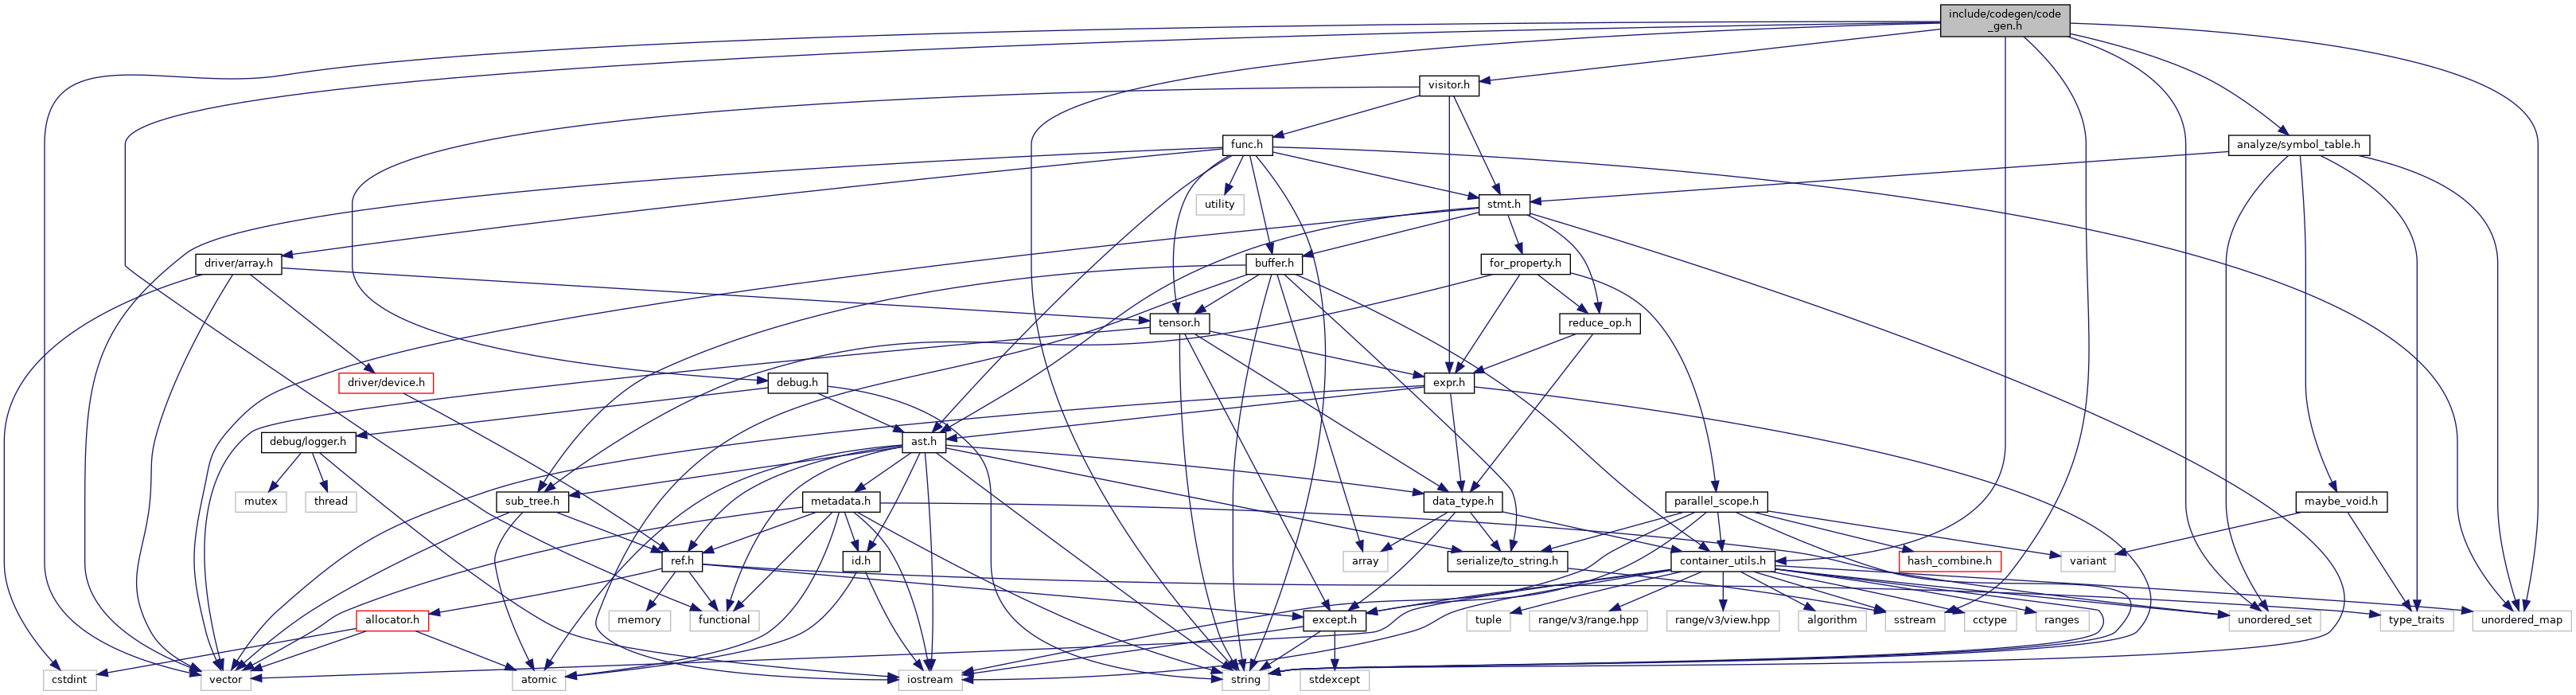 include/codegen/code
_gen.h
visitor.h
func.h
analyze/symbol_table.h
utility
stmt.h
driver/array.h
buffer.h
for_property.h
tensor.h
reduce_op.h
driver/device.h
debug.h
expr.h
debug/logger.h
ast.h
mutex
thread
sub_tree.h
metadata.h
data_type.h
parallel_scope.h
maybe_void.h
ref.h
id.h
array
serialize/to_string.h
container_utils.h
hash_combine.h
variant
allocator.h
memory
functional
except.h
tuple
range/v3/range.hpp
range/v3/view.hpp
algorithm
sstream
cctype
ranges
unordered_set
type_traits
unordered_map
cstdint
vector
atomic
iostream
string
stdexcept